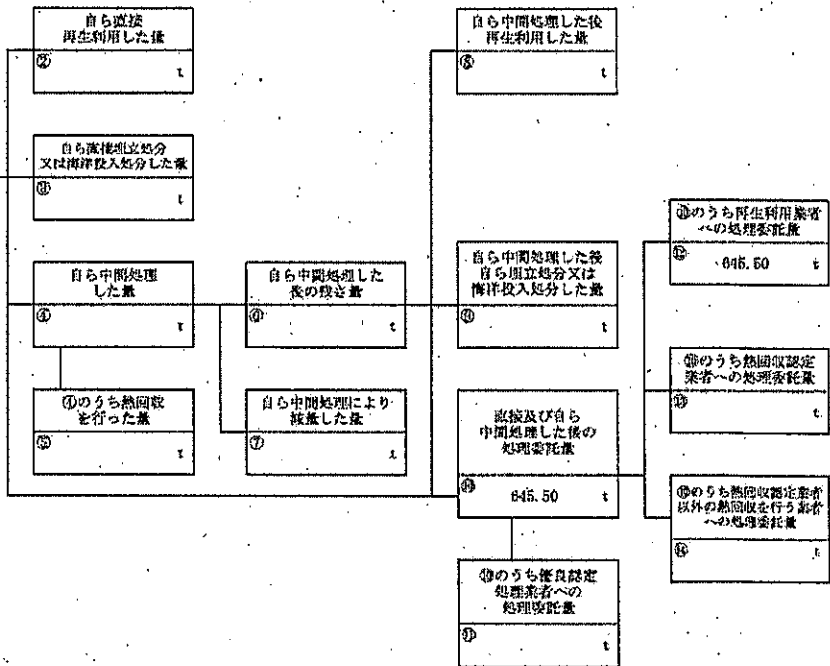 自ら直接
再生利用した量
②
t
自ら中間処理した後
再生利用した量
⑧
t
自ら直接埋立処分
又は海洋投入処分した量
③
t
⑩のうち再生利用業者
への処理委託量
⑫
645.50
t
自ら中間処理
した量
④
t
自ら中間処理した
後の残さ量
⑥
t
自ら中間処理した後
自ら埋立処分又は
海洋投入処分した量
⑨
t
⑩のうち熱回収認定
業者への処理委託量
⑬
t
④のうち熱回収
を行った量
⑤
t
自ら中間処理により
減量した量
⑦
t
直接及び自ら
中間処理した後の
処理委託量
⑩
645.50 t
⑩のうち熱回収認定業者
以外の熱回収を行う業者
への処理委託量
⑭
t
⑩のうち優良認定
処理業者への
処理委託量
⑪
t